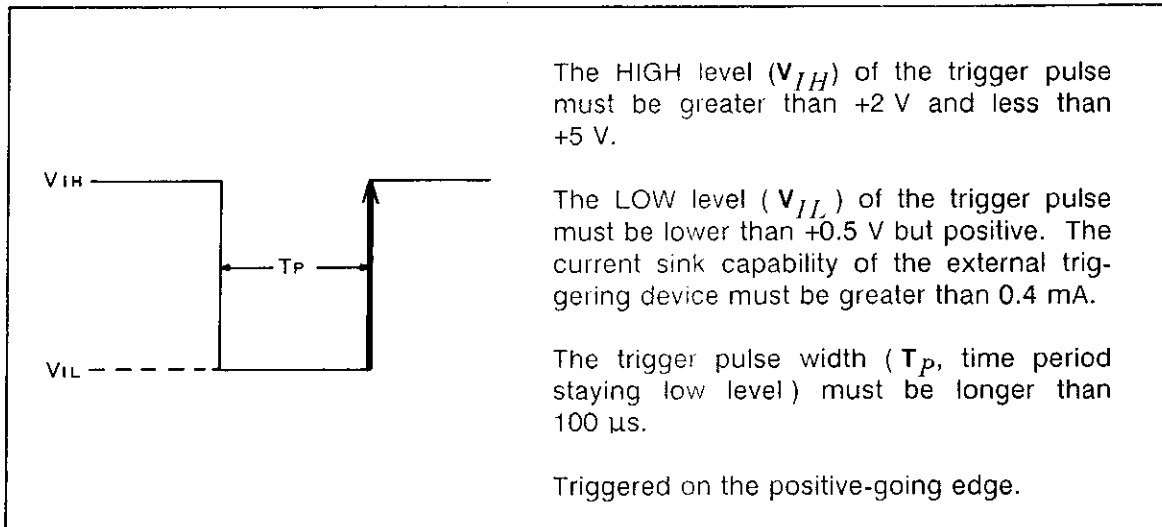 The HIGH level (VIH) of the trigger pulse
must be greater than +2 V and less than
+5 V.
VIH
The LOW level ( VIL ) of the trigger pulse
must be lower than +0.5 V but positive. The
current sink capability of the external trig-
gering device must be greater than 0.4 mA.
TP
VIL
The trigger pulse width ( TP, time period
staying low level ) must be longer than
100 µs.
Triggered on the positive-going edge.